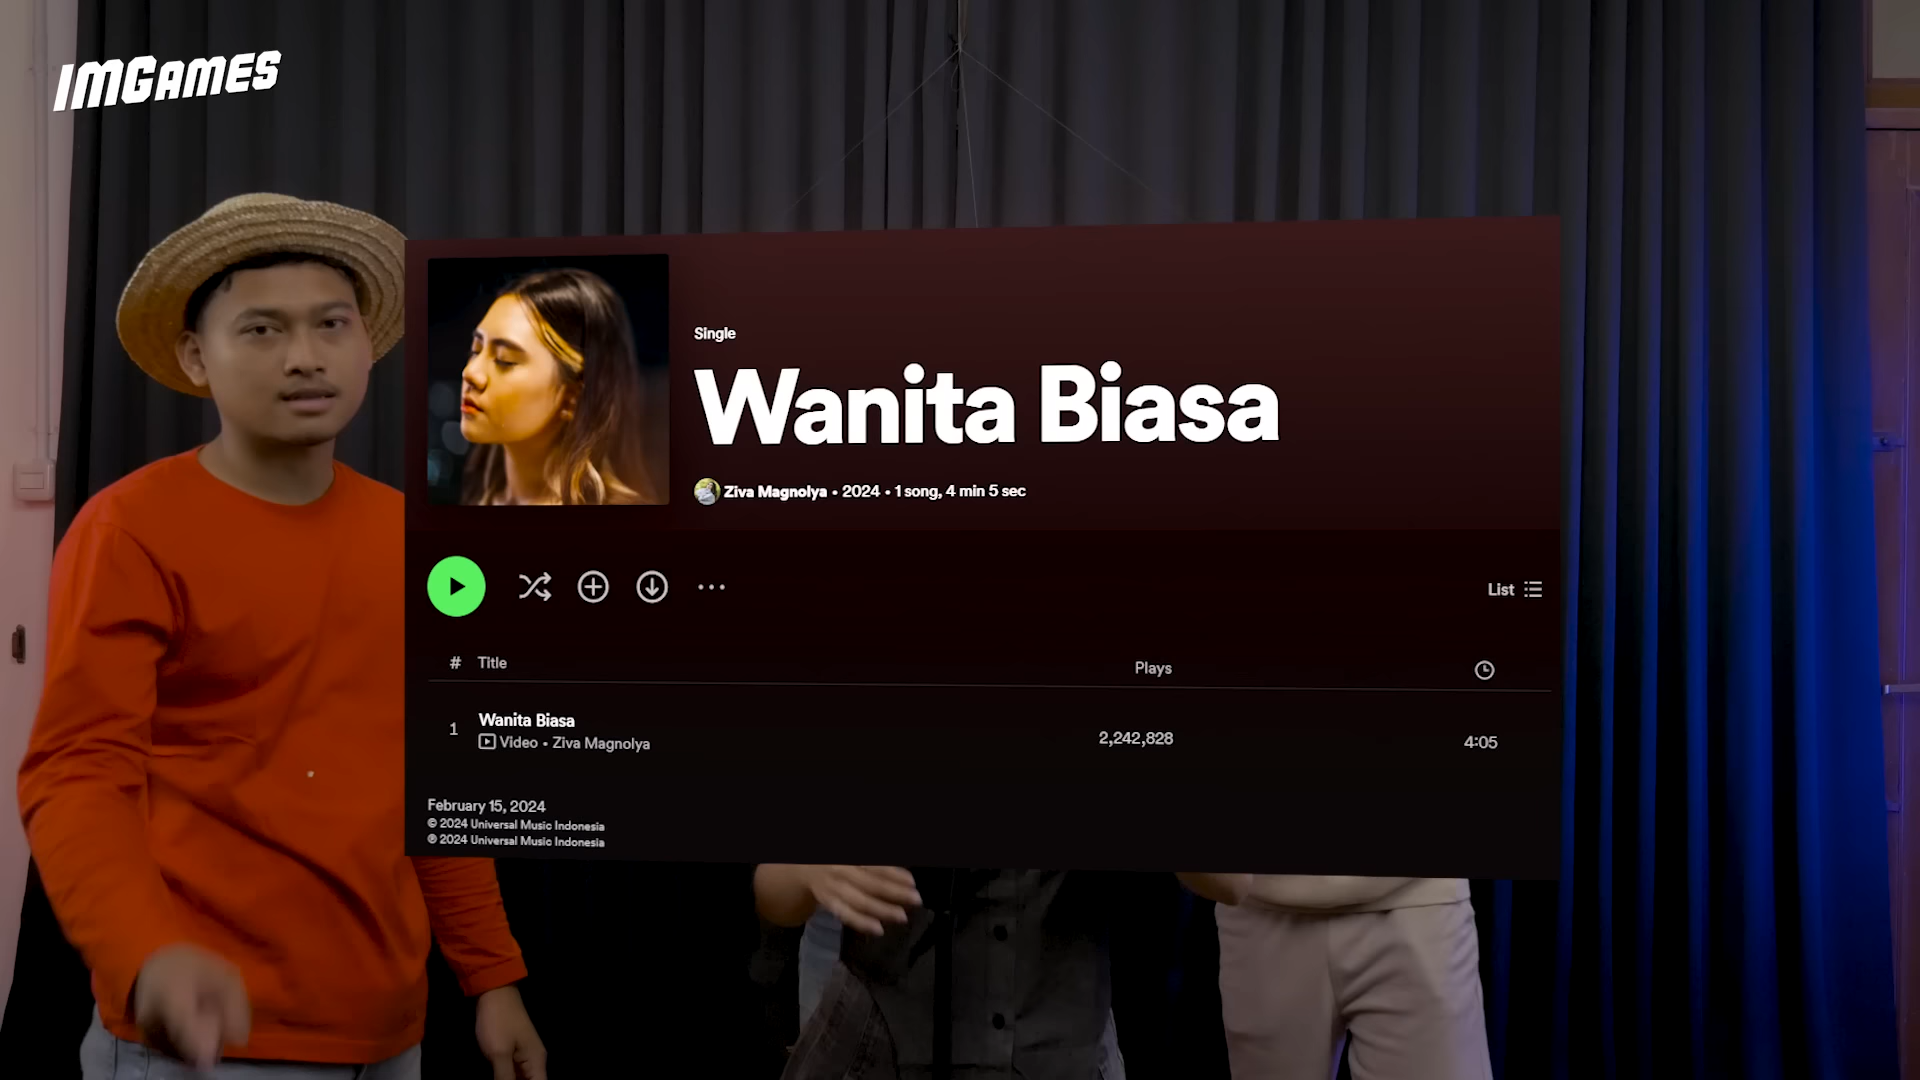 IMGAMES
Single
Wanita Biasa
Ziva Magnolya • 2024 • 1 song, 4 min 5 sec
List
# Title Plays
1 Wanita Biasa 2,242,828 4:05
Video • Ziva Magnolya
February 15, 2024
© 2024 Universal Music Indonesia
℗ 2024 Universal Music Indonesia